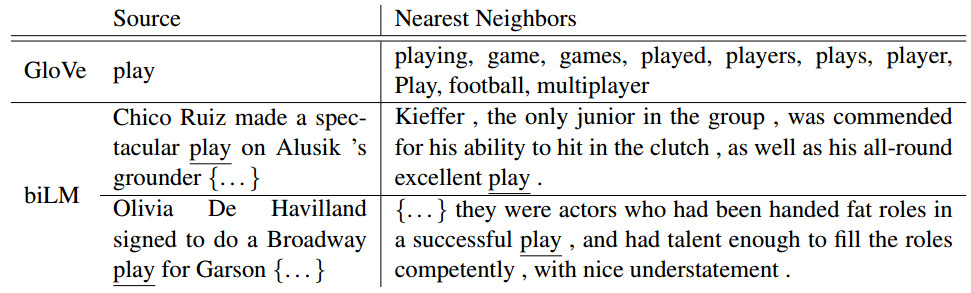 Source Nearest Neighbors
GloVe play playing, game, games, played, players, plays, player,
Play, football, multiplayer
biLM
Chico Ruiz made a spec-
tacular play on Alusik 's
grounder {...}
Kieffer , the only junior in the group , was commended
for his ability to hit in the clutch , as well as his all-round
excellent play .
Olivia De Havilland
signed to do a Broadway
play for Garson {...}
{...} they were actors who had been handed fat roles in
a successful play , and had talent enough to fill the roles
competently , with nice understatement .